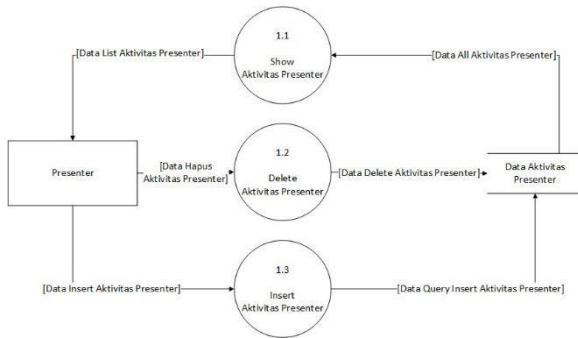 1.1
Show
Aktivitas Presenter
[Data List Aktivitas Presenter]
[Data All Aktivitas Presenter]
Presenter
[Data Hapus
Aktivitas Presenter]
1.2
Delete
Aktivitas Presenter
[Data Delete Aktivitas Presenter]
Data Aktivitas
Presenter
1.3
Insert
Aktivitas Presenter
[Data Insert Aktivitas Presenter]
[Data Query Insert Aktivitas Presenter]